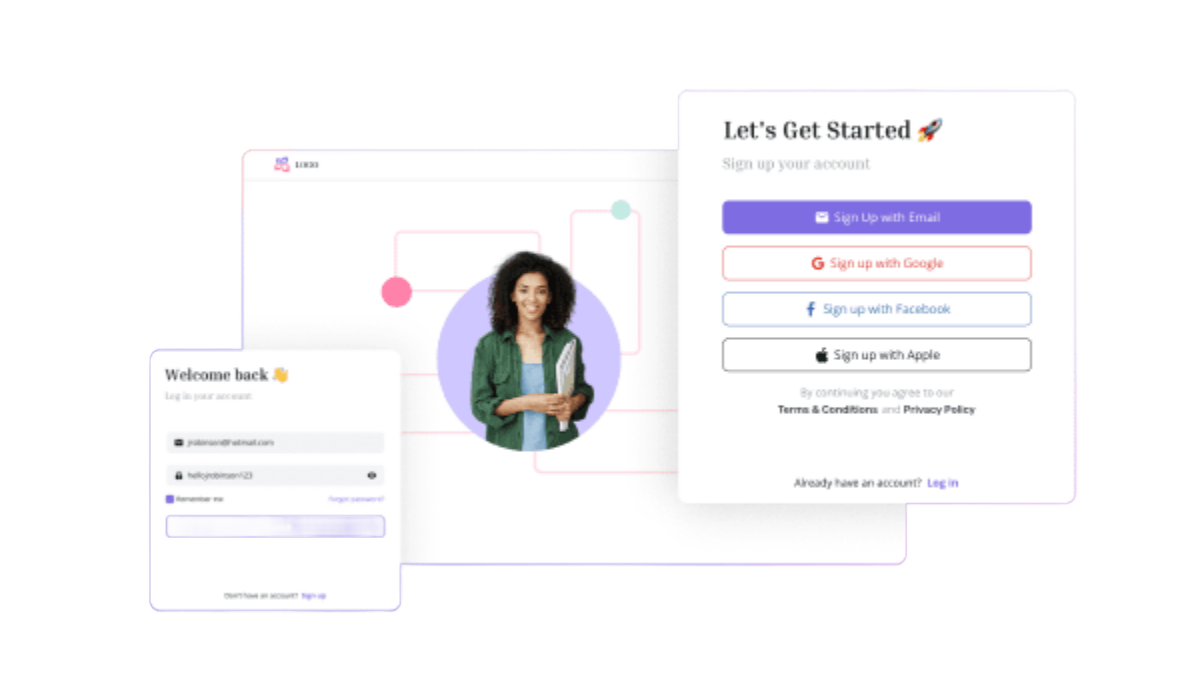 LOGO
Let's Get Started 🚀
Sign up your account
Sign Up with Email
Sign up with Google
Sign up with Facebook
Sign up with Apple
By continuing you agree to our
Terms & Conditions and Privacy Policy
Already have an account? Log in
Welcome back 👋
Log in your account
jrobinson@hotmail.com
hellojrobinson123
Remember me Forgot password?
Don't have an account? Sign up